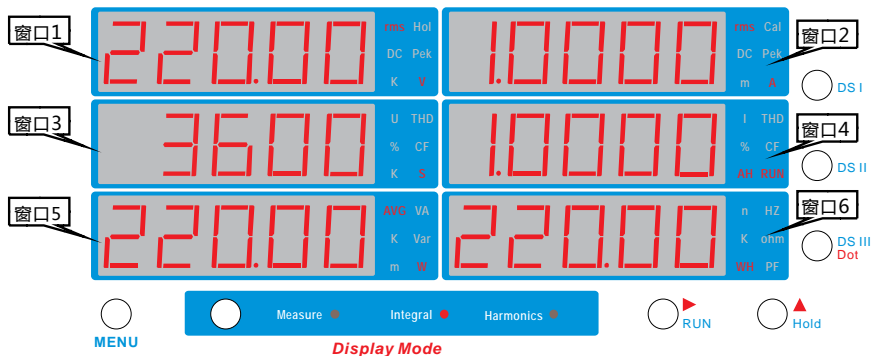 窗口1
220.00
rms Hol
DC Pek
K V
1.0000
rms Cal
DC Pek
m A
窗口2
DS I
窗口3
3600
U THD
% CF
K S
1.0000
I THD
% CF
AH RUN
窗口4
DS II
窗口5
220.00
AVG VA
K Var
m W
220.00
n HZ
K ohm
WH PF
窗口6
DS III
Dot
MENU
Measure
Integral
Harmonics
RUN
Hold
Display Mode